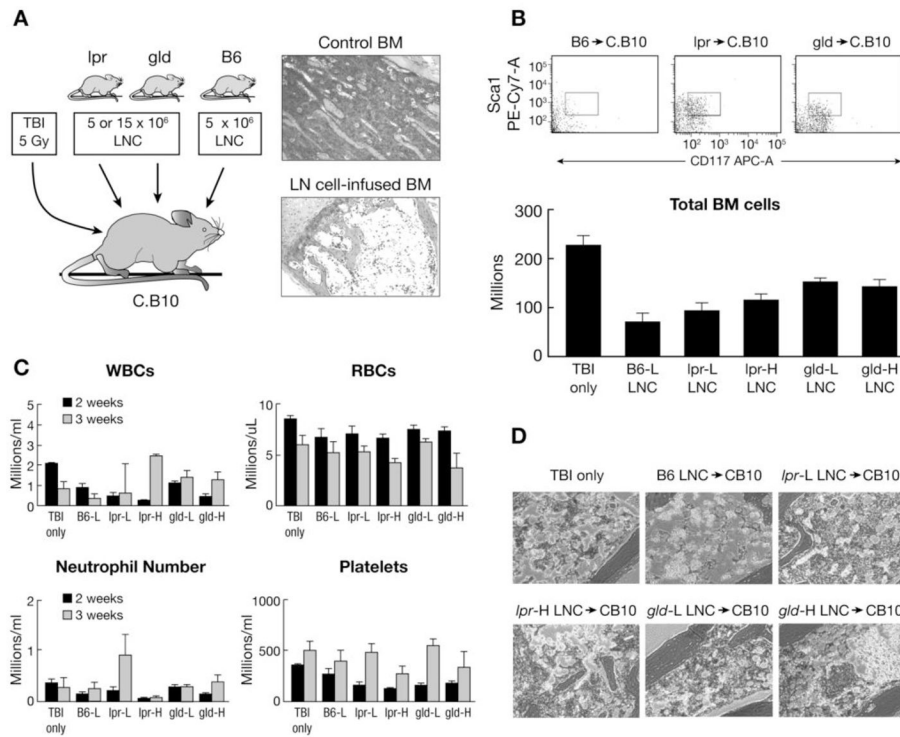 A
lpr gld B6
TBI
5 Gy
5 or 15 x 10⁶
LNC
5 x 10⁶
LNC
C.B10
Control BM
LN cell-infused BM
B
B6→C.B10 lpr→C.B10 gld→C.B10
Sca1
PE-Cy7-A
10⁵
10⁴
10³
10²
10² 10³ 10⁴ 10⁵
CD117 APC-A
Total BM cells
Millions
300
200
100
0
TBI only
B6-L LNC
lpr-L LNC
lpr-H LNC
gld-L LNC
gld-H LNC
C
WBCs
2 weeks
3 weeks
Millions/ml
4
3
2
1
0
TBI only
B6-L lpr-L lpr-H gld-L gld-H
RBCs
Millions/uL
10
5
0
TBI only
B6-L lpr-L lpr-H gld-L gld-H
Neutrophil Number
2 weeks
3 weeks
Millions/ml
2
1
0
TBI only
B6-L lpr-L lpr-H gld-L gld-H
Platelets
Millions/ml
1000
500
0
TBI only
B6-L lpr-L lpr-H gld-L gld-H
D
TBI only B6 LNC→CB10 lpr-L LNC→CB10
lpr-H LNC→CB10 gld-L LNC→CB10 gld-H LNC→CB10